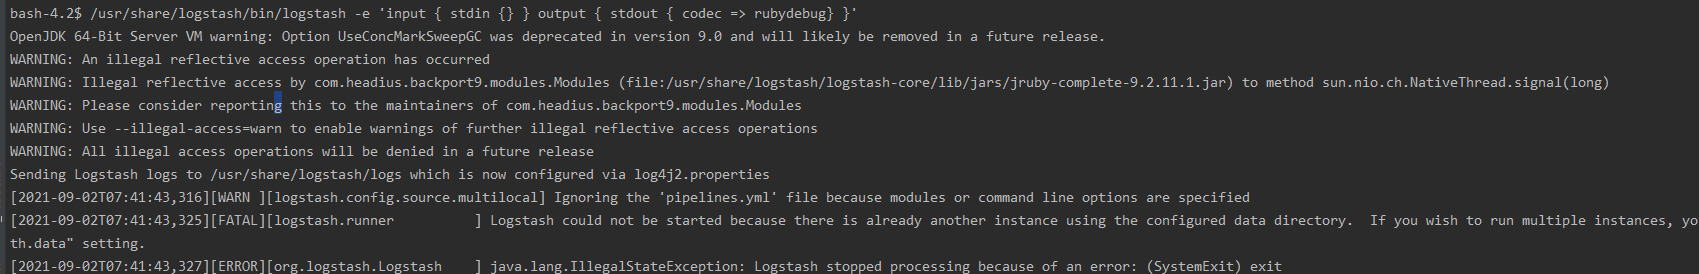 bash-4.2$ /usr/share/logstash/bin/logstash -e 'input { stdin {} } output { stdout { codec => rubydebug} }'
OpenJDK 64-Bit Server VM warning: Option UseConcMarkSweepGC was deprecated in version 9.0 and will likely be removed in a future release.
WARNING: An illegal reflective access operation has occurred
WARNING: Illegal reflective access by com.headius.backport9.modules.Modules (file:/usr/share/logstash/logstash-core/lib/jars/jruby-complete-9.2.11.1.jar) to method sun.nio.ch.NativeThread.signal(long)
WARNING: Please consider reporting this to the maintainers of com.headius.backport9.modules.Modules
WARNING: Use --illegal-access=warn to enable warnings of further illegal reflective access operations
WARNING: All illegal access operations will be denied in a future release
Sending Logstash logs to /usr/share/logstash/logs which is now configured via log4j2.properties
[2021-09-02T07:41:43,316][WARN ][logstash.config.source.multilocal] Ignoring the 'pipelines.yml' file because modules or command line options are specified
[2021-09-02T07:41:43,325][FATAL][logstash.runner          ] Logstash could not be started because there is already another instance using the configured data directory.  If you wish to run multiple instances, yo
th.data" setting.
[2021-09-02T07:41:43,327][ERROR][org.logstash.Logstash    ] java.lang.IllegalStateException: Logstash stopped processing because of an error: (SystemExit) exit